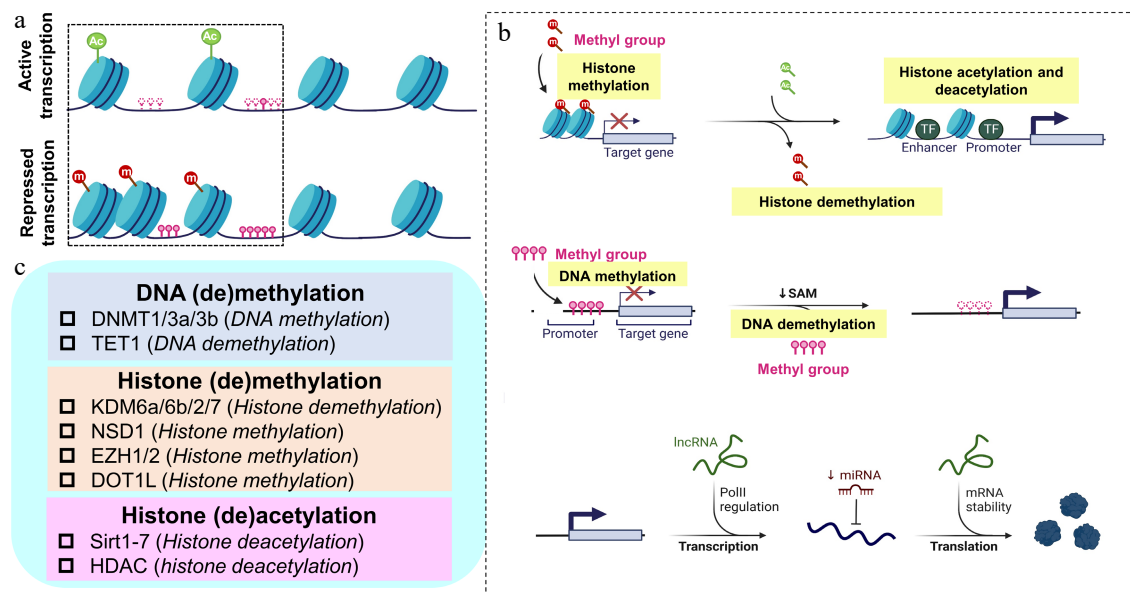 a
Active
transcription
Ac
Ac
Repressed
transcription
m
m
m
b
m
m
Methyl group
Histone
methylation
m
m
Target gene
Ac
Ac
m
m
Histone demethylation
Histone acetylation and
deacetylation
TF
TF
Enhancer
Promoter
Methyl group
DNA methylation
Promoter
Target gene
↓SAM
DNA demethylation
Methyl group
lncRNA
PolII
regulation
Transcription
↓ miRNA
mRNA
stability
Translation
c
DNA (de)methylation
DNMT1/3a/3b (DNA methylation)
TET1 (DNA demethylation)
Histone (de)methylation
KDM6a/6b/2/7 (Histone demethylation)
NSD1 (Histone methylation)
EZH1/2 (Histone methylation)
DOT1L (Histone methylation)
Histone (de)acetylation
Sirt1-7 (Histone deacetylation)
HDAC (histone deacetylation)